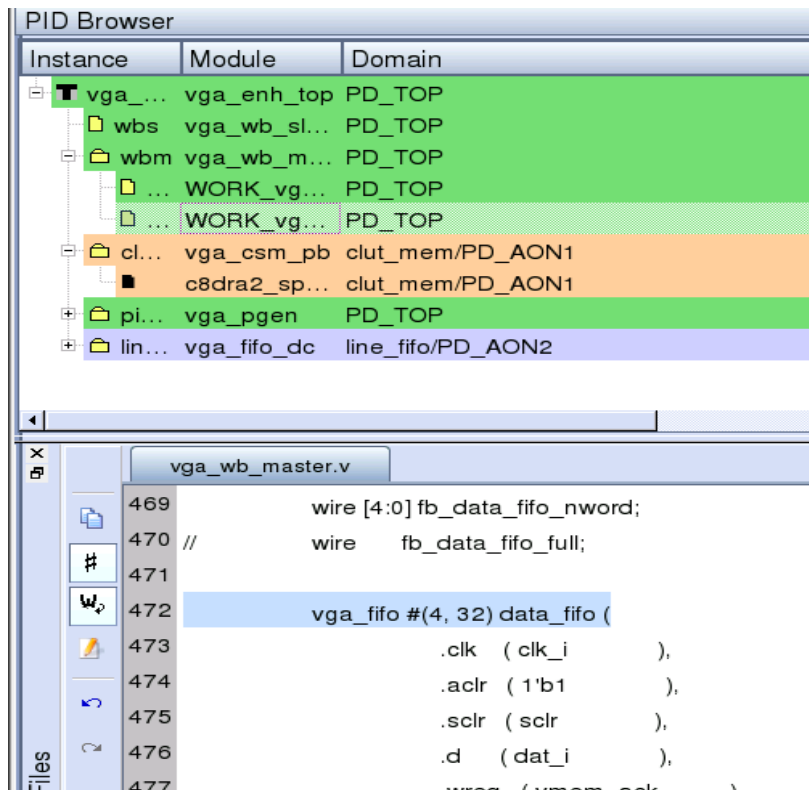 PID Browser
Instance Module Domain
vga_... vga_enh_top PD_TOP
wbs vga_wb_sl... PD_TOP
wbm vga_wb_m... PD_TOP
... WORK_vg... PD_TOP
... WORK_vg... PD_TOP
cl... vga_csm_pb clut_mem/PD_AON1
c8dra2_sp... clut_mem/PD_AON1
pi... vga_pgen PD_TOP
lin... vga_fifo_dc line_fifo/PD_AON2
vga_wb_master.v
469 wire [4:0] fb_data_fifo_nword;
470 // wire fb_data_fifo_full;
471
472 vga_fifo #(4, 32) data_fifo (
473 .clk ( clk_i ),
474 .aclr ( 1'b1 ),
475 .sclr ( sclr ),
476 .d ( dat_i ),
477 .wreq ( vmem_ack )
Files